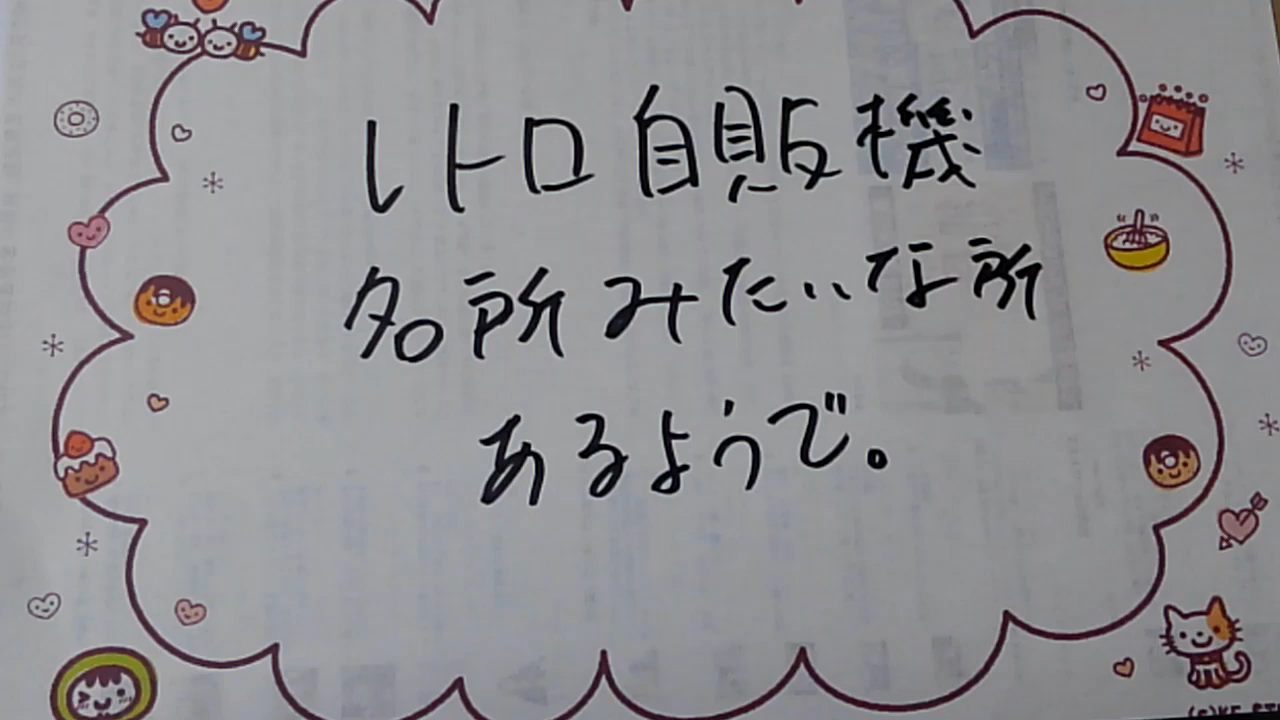 レトロ自販機
名所みたいな所
あるようで。